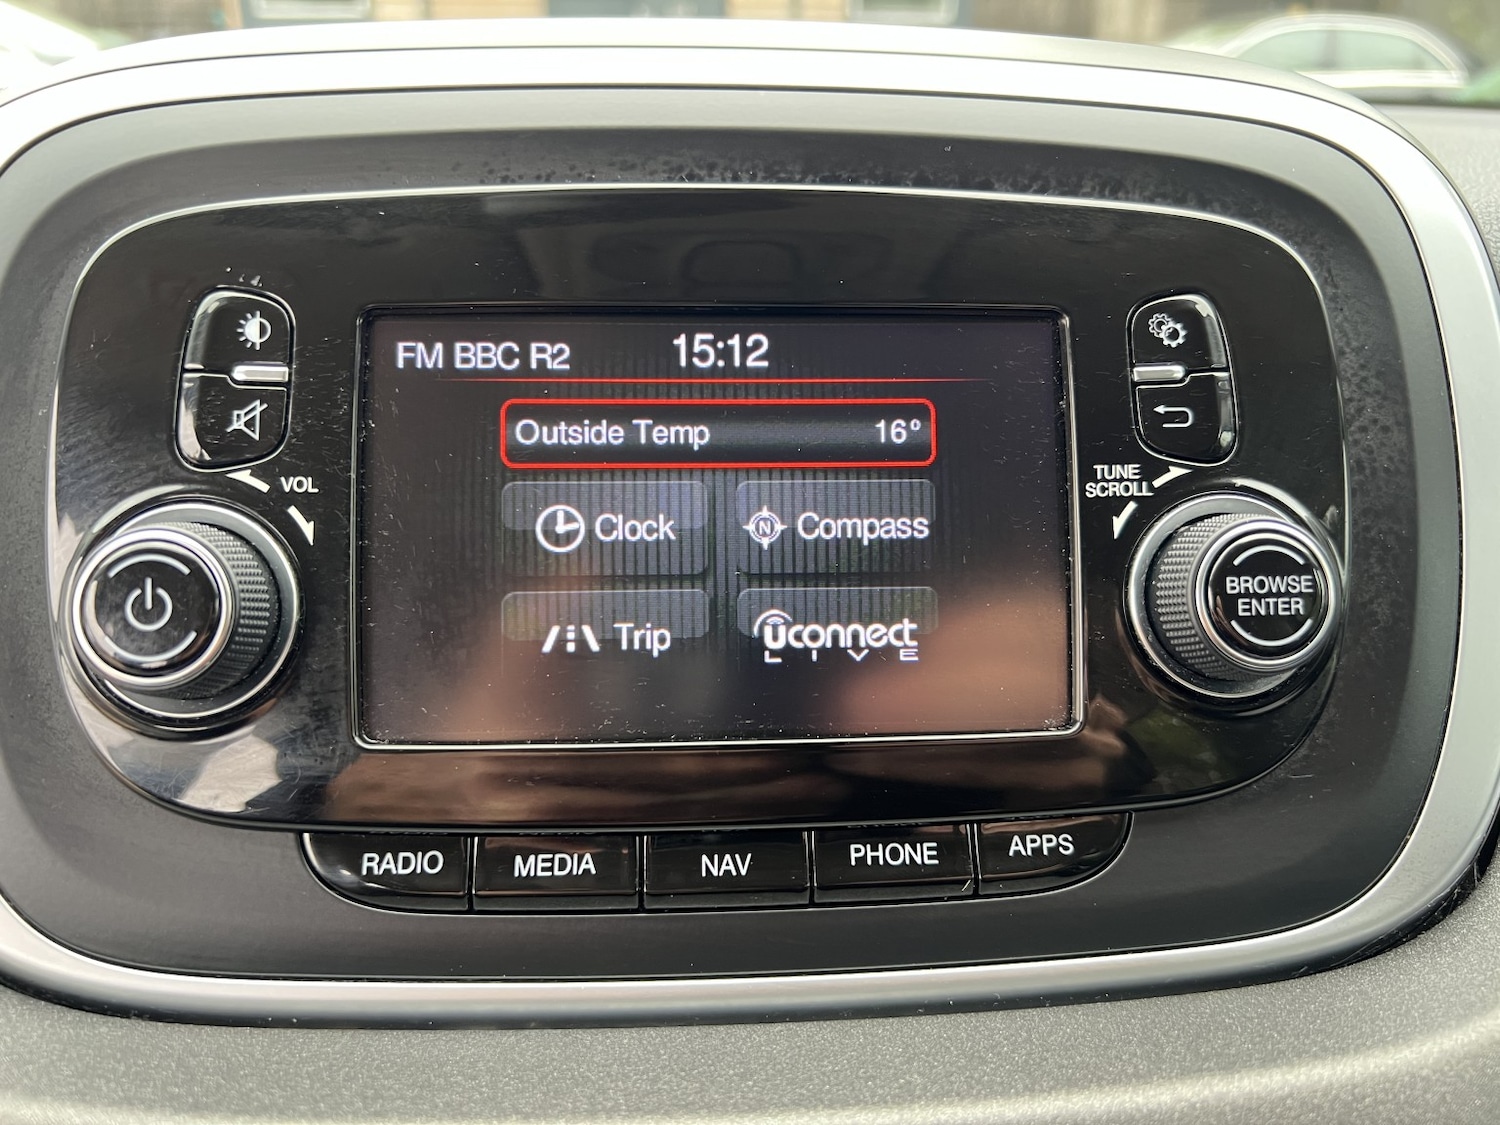 FM BBC R2 15:12
Outside Temp 16°
Clock
N Compass
Trip
uconnect
LIVE
VOL
TUNE
SCROLL
BROWSE
ENTER
RADIO
MEDIA
NAV
PHONE
APPS